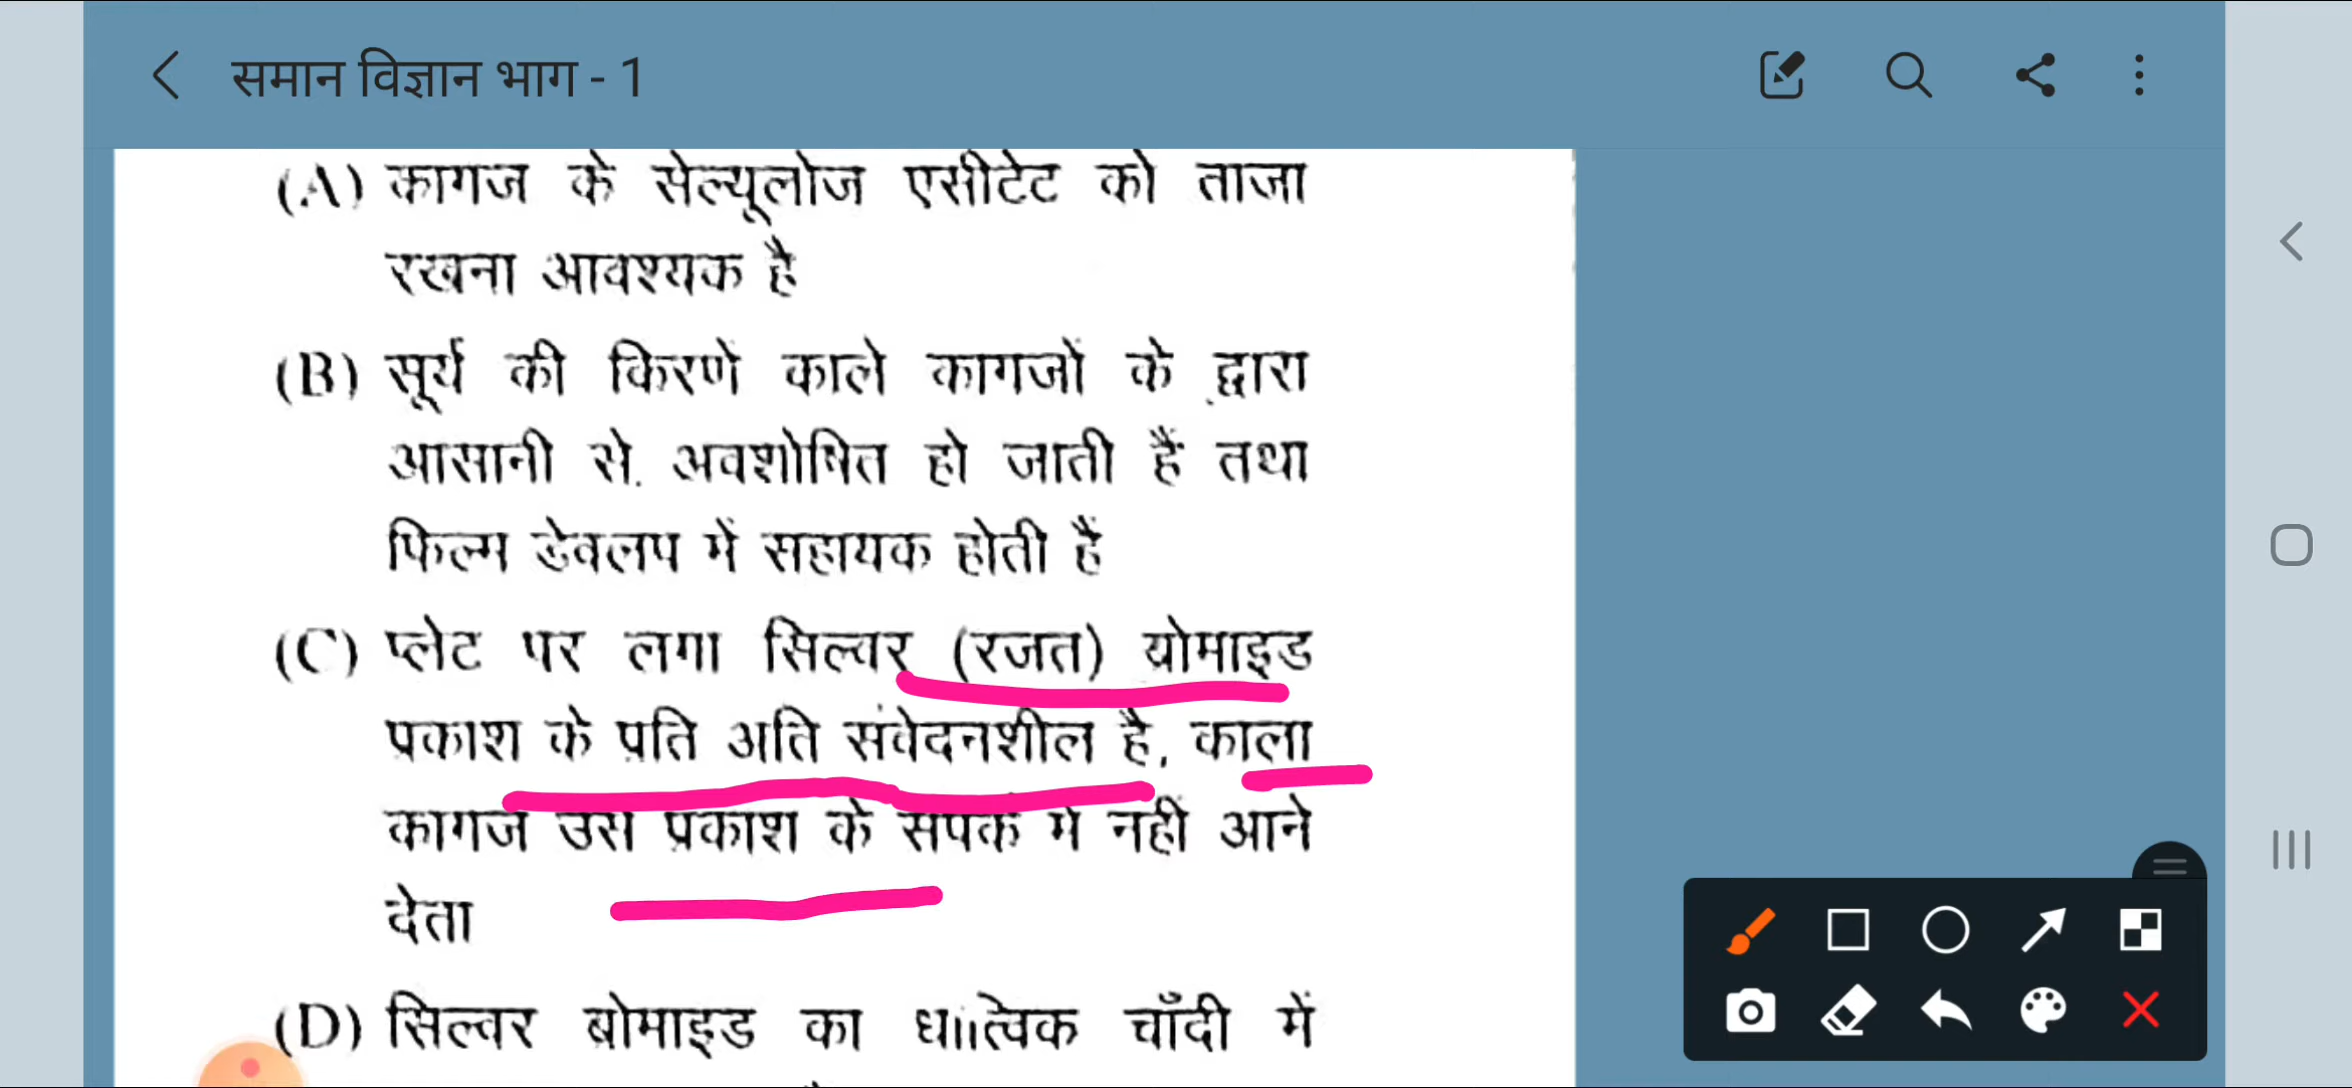 समान विज्ञान भाग - 1
(A) कागज के सेल्यूलोज एसीटेट को ताजा
रखना आवश्यक है
(B) सूर्य की किरणे काले कागजों के द्वारा
आसानी से अवशोषित हो जाती हैं तथा
फिल्म डेवलप में सहायक होती हैं
(C) प्लेट पर लगा सिल्वर (रजत) ब्रोमाइड
प्रकाश के प्रति अति संवेदनशील है, काला
कागज उसे प्रकाश के संपर्क में नहीं आने
देता
(D) सिल्वर ब्रोमाइड का धात्विक चाँदी में